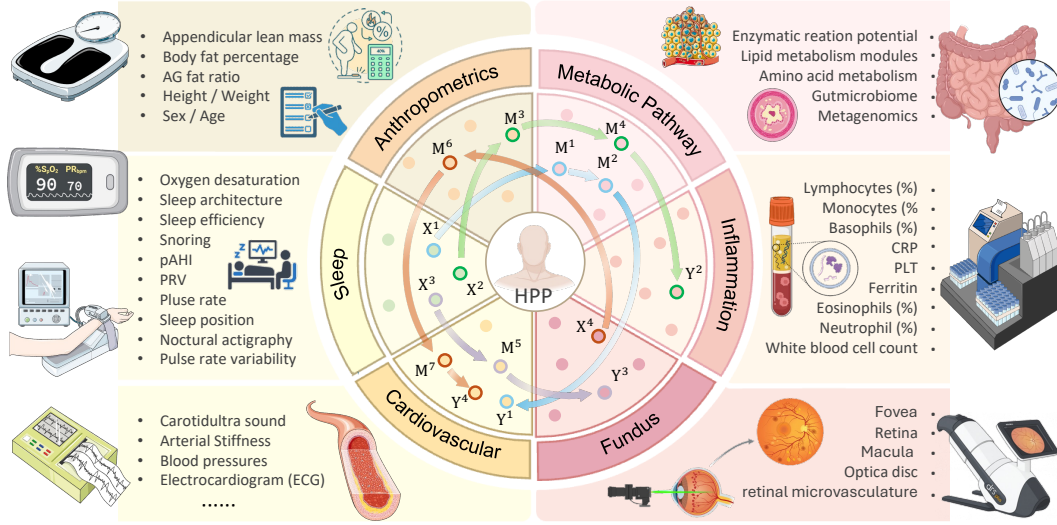 • Appendicular lean mass
• Body fat percentage
• AG fat ratio
• Height / Weight
• Sex / Age
%
40%
Enzymatic reation potential •
Lipid metabolism modules •
Amino acid metabolism •
Gutmicrobiome •
Metagenomics •
Anthropometrics
Metabolic Pathway
Sleep
Inflammation
Cardiovascular
Fundus
HPP
M³
M⁴
M⁶
M¹
M²
X¹
X²
X³
Y²
X⁴
M⁵
M⁷
Y³
Y⁴
Y¹
%SpO₂ PRbpm
90 70
• Oxygen desaturation
• Sleep architecture
• Sleep efficiency
• Snoring
• pAHI
• PRV
• Pluse rate
• Sleep position
• Noctural actigraphy
• Pulse rate variability
z z
Lymphocytes (%) •
Monocytes (% •
Basophils (%) •
CRP •
PLT •
Ferritin •
Eosinophils (%) •
Neutrophil (%) •
White blood cell count •
• Carotidultra sound
• Arterial Stiffness
• Blood pressures
• Electrocardiogram (ECG)
......
Fovea •
Retina •
Macula •
Optica disc •
retinal microvasculature •